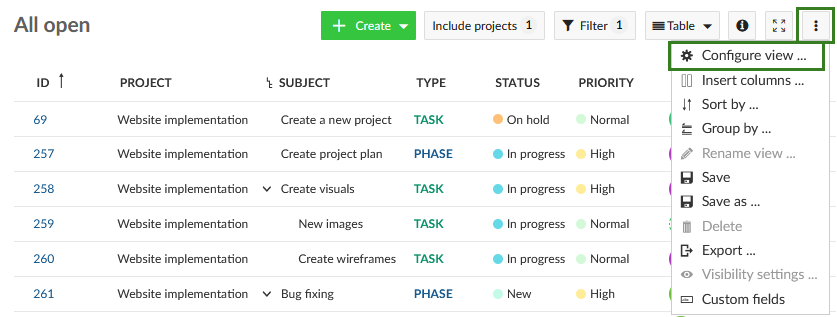 All open
Create
Include projects 1
Filter 1
Table
Configure view ...
Insert columns ...
Sort by ...
Group by ...
Rename view ...
Save
Save as ...
Delete
Export ...
Visibility settings ...
Custom fields
ID PROJECT SUBJECT TYPE STATUS PRIORITY
69 Website implementation Create a new project TASK On hold Normal
257 Website implementation Create project plan PHASE In progress High
258 Website implementation Create visuals TASK In progress High
259 Website implementation New images TASK In progress Normal
260 Website implementation Create wireframes TASK In progress Normal
261 Website implementation Bug fixing PHASE New High